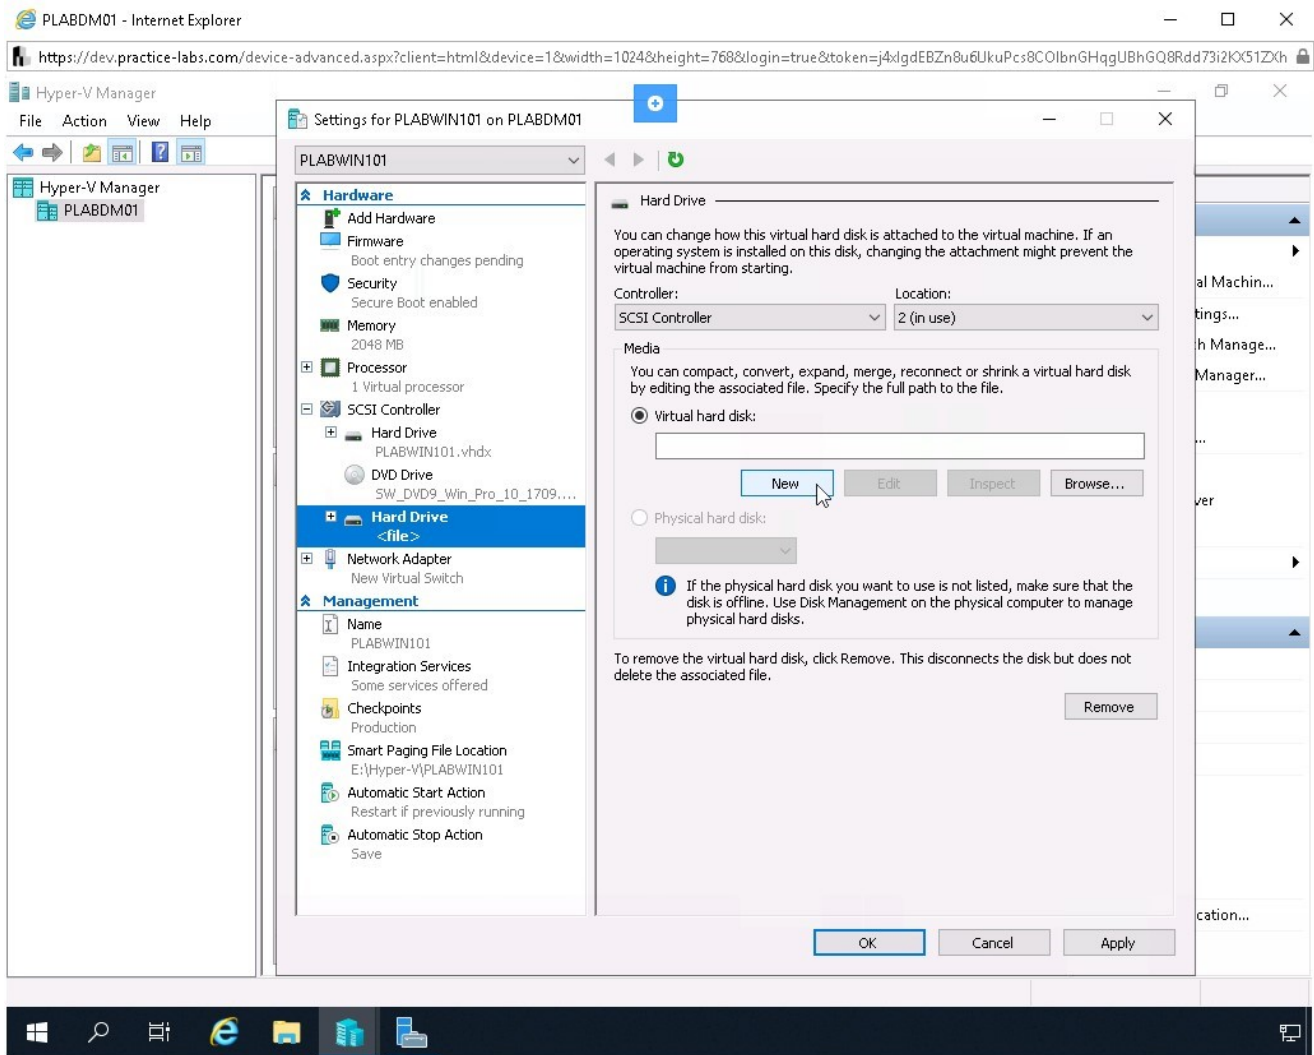 PLABDM01 - Internet Explorer
https://dev.practice-labs.com/device-advanced.aspx?client=html&device=1&width=1024&height=768&login=true&token=j4xlgdEBZn8u6UkuPcs8COIbnGHqgUBhGQ8Rdd73i2KX51ZXh
Hyper-V Manager
File Action View Help
Hyper-V Manager
PLABDM01
Settings for PLABWIN101 on PLABDM01
PLABWIN101
Hardware
Add Hardware
Firmware
Boot entry changes pending
Security
Secure Boot enabled
Memory
2048 MB
Processor
1 Virtual processor
SCSI Controller
Hard Drive
PLABWIN101.vhdx
DVD Drive
SW_DVD9_Win_Pro_10_1709....
Hard Drive
<file>
Network Adapter
New Virtual Switch
Management
Name
PLABWIN101
Integration Services
Some services offered
Checkpoints
Production
Smart Paging File Location
E:\Hyper-V\PLABWIN101
Automatic Start Action
Restart if previously running
Automatic Stop Action
Save
Hard Drive
You can change how this virtual hard disk is attached to the virtual machine. If an
operating system is installed on this disk, changing the attachment might prevent the
virtual machine from starting.
Controller: Location:
SCSI Controller 2 (in use)
Media
You can compact, convert, expand, merge, reconnect or shrink a virtual hard disk
by editing the associated file. Specify the full path to the file.
Virtual hard disk:
New Edit Inspect Browse...
Physical hard disk:
If the physical hard disk you want to use is not listed, make sure that the
disk is offline. Use Disk Management on the physical computer to manage
physical hard disks.
To remove the virtual hard disk, click Remove. This disconnects the disk but does not
delete the associated file.
Remove
OK Cancel Apply
al Machin...
tings...
h Manage...
Manager...
...
ver
cation...